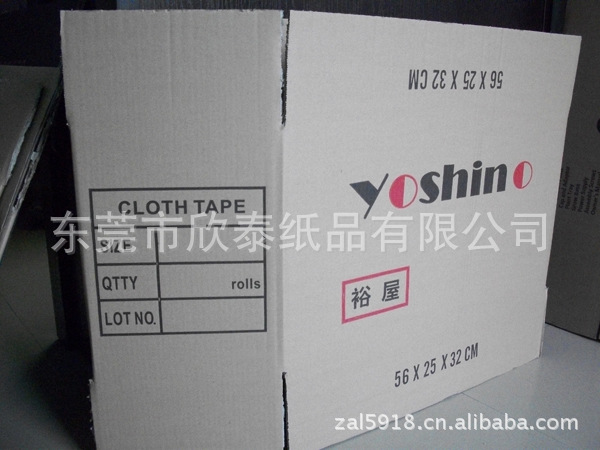 56 X 25 X 32 CM
yoshino
CLOTH TAPE
SIZE
QTTY rolls
LOT NO.
东莞市欣泰纸品有限公司
裕屋
56 X 25 X 32 CM
zal5918.cn.alibaba.com